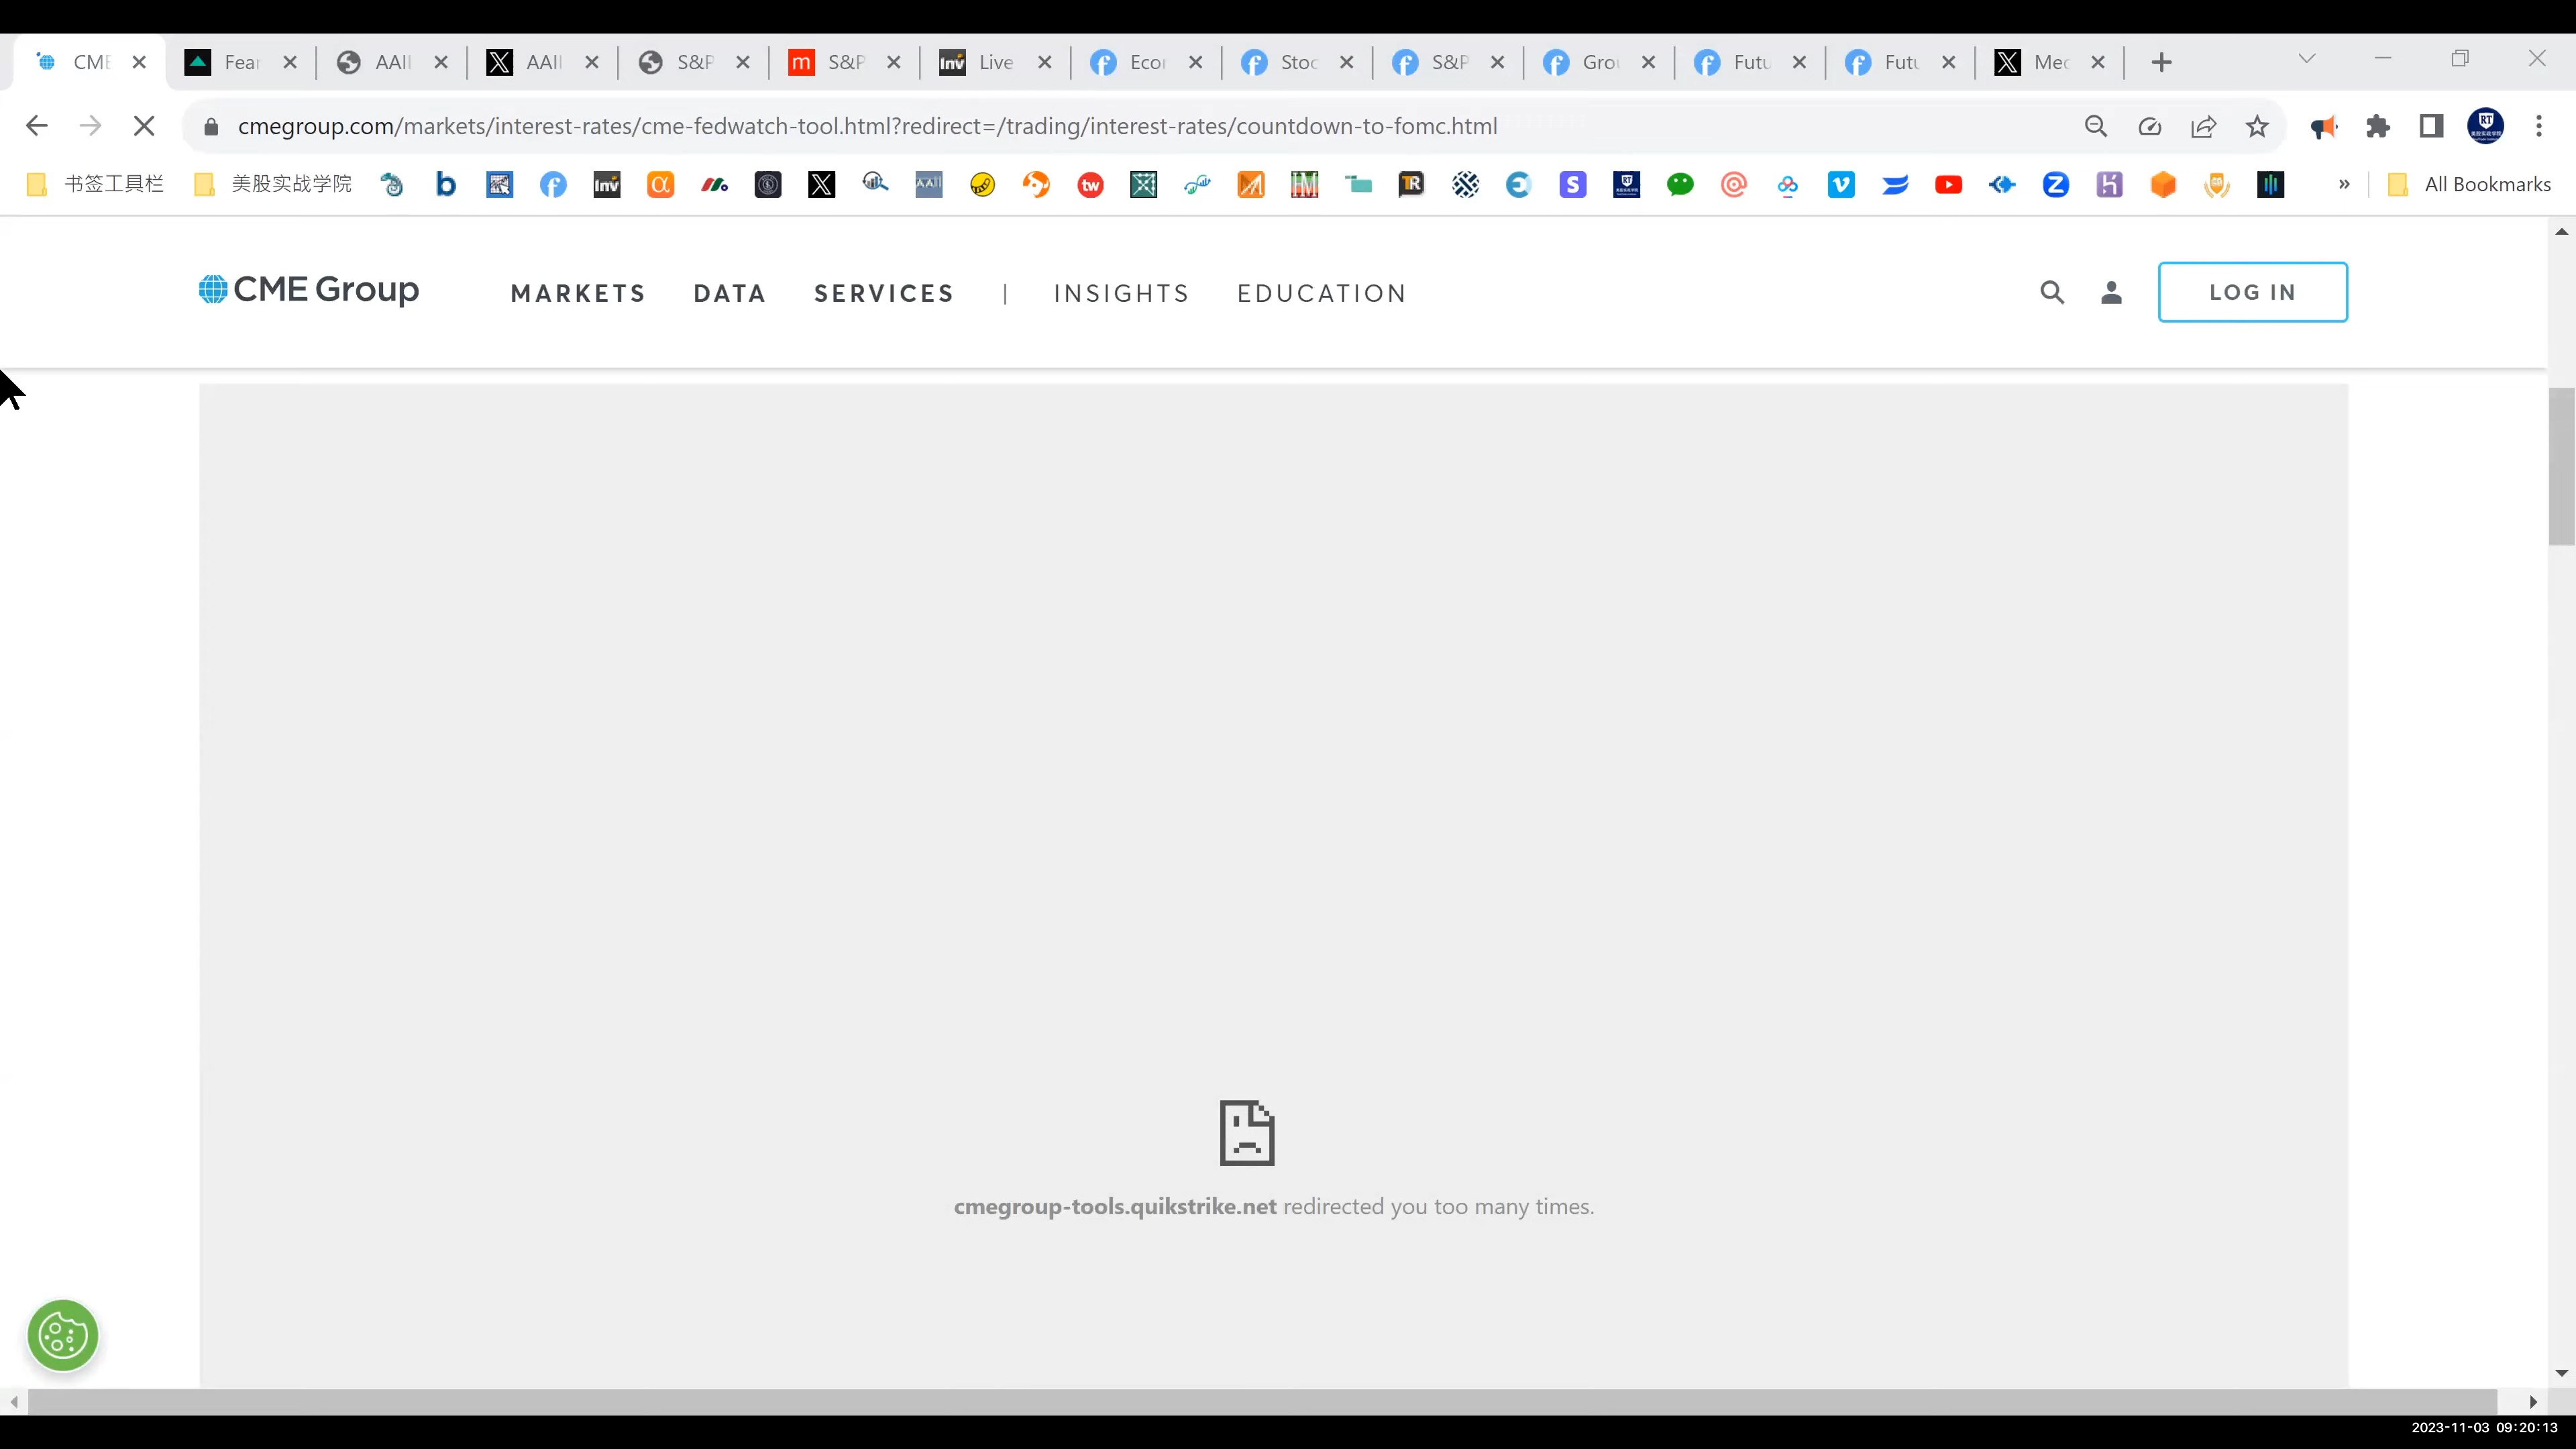 CME
Fear
AAII
AAII
S&P
S&P
Live
Econ
Stoc
S&P
Grou
Futu
Futu
Mec
cmegroup.com/markets/interest-rates/cme-fedwatch-tool.html?redirect=/trading/interest-rates/countdown-to-fomc.html
书签工具栏
美股实战学院
All Bookmarks
CME Group
MARKETS DATA SERVICES | INSIGHTS EDUCATION
LOG IN
cmegroup-tools.quikstrike.net redirected you too many times.
2023-11-03 09:20:13